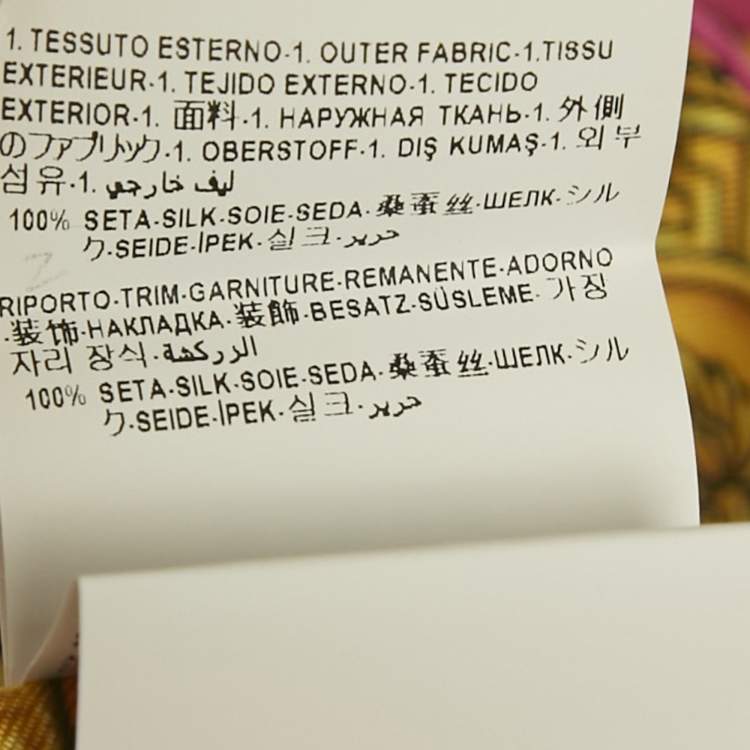 1. TESSUTO ESTERNO-1. OUTER FABRIC-1.TISSU
EXTERIEUR-1. TEJIDO EXTERNO-1. TECIDO
EXTERIOR-1. 面料-1. НАРУЖНАЯ ТКАНЬ-1. 外側
のファブリック-1. OBERSTOFF-1. DIŞ KUMAŞ-1. 외부
섬유-1. ليف خارجي
100% SETA-SILK-SOIE-SEDA-桑蚕丝-ШЕЛК-シル
ク-SEIDE-İPEK-실크-حرير
RIPORTO-TRIM-GARNITURE-REMANENTE-ADORNO
-装饰-НАКЛАДКА-装飾-BESATZ-SÜSLEME-가장
자리 장식-الزركشة
100% SETA-SILK-SOIE-SEDA-桑蚕丝-ШЕЛК-シル
ク-SEIDE-İPEK-실크-حرير